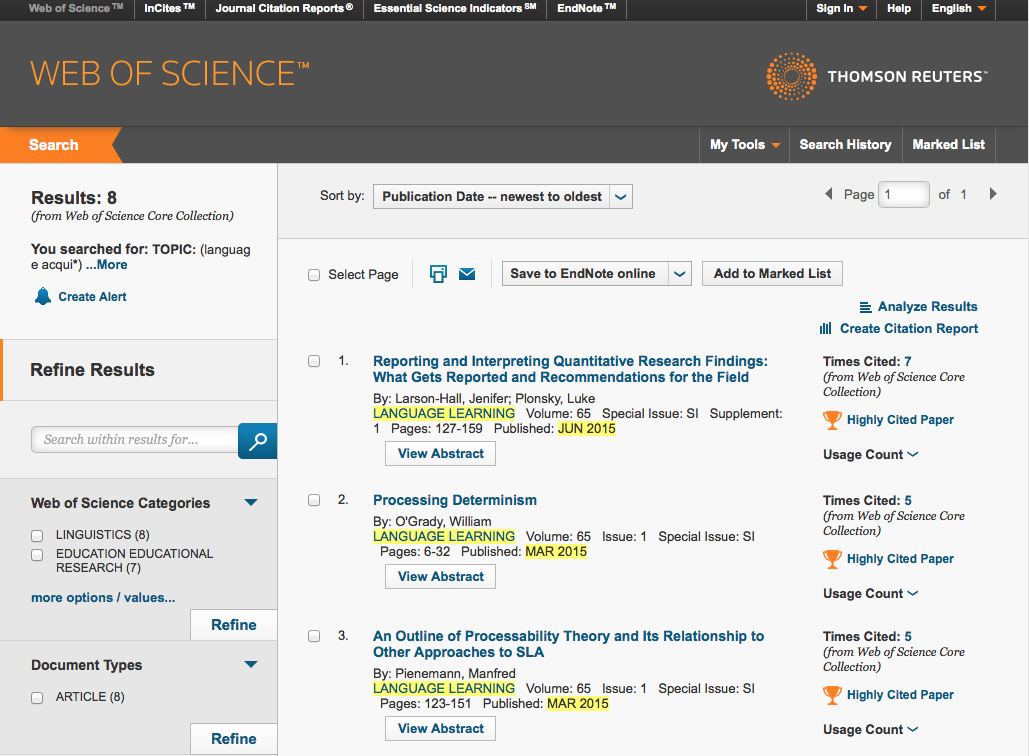 Web of Science™ InCites™ Journal Citation Reports® Essential Science Indicators℠ EndNote™ Sign In Help English
WEB OF SCIENCE™
THOMSON REUTERS™
Search My Tools Search History Marked List
Results: 8
(from Web of Science Core Collection)
You searched for: TOPIC: (languag
e acqui*) ...More
Create Alert
Refine Results
Search within results for...
Web of Science Categories
LINGUISTICS (8)
EDUCATION EDUCATIONAL
RESEARCH (7)
more options / values...
Refine
Document Types
ARTICLE (8)
Refine
Sort by: Publication Date -- newest to oldest
Page 1 of 1
Select Page Save to EndNote online Add to Marked List
Analyze Results
Create Citation Report
1. Reporting and Interpreting Quantitative Research Findings:
What Gets Reported and Recommendations for the Field
By: Larson-Hall, Jenifer; Plonsky, Luke
LANGUAGE LEARNING Volume: 65 Special Issue: SI Supplement:
1 Pages: 127-159 Published: JUN 2015
View Abstract
Times Cited: 7
(from Web of Science Core
Collection)
Highly Cited Paper
Usage Count
2. Processing Determinism
By: O'Grady, William
LANGUAGE LEARNING Volume: 65 Issue: 1 Special Issue: SI
Pages: 6-32 Published: MAR 2015
View Abstract
Times Cited: 5
(from Web of Science Core
Collection)
Highly Cited Paper
Usage Count
3. An Outline of Processability Theory and Its Relationship to
Other Approaches to SLA
By: Pienemann, Manfred
LANGUAGE LEARNING Volume: 65 Issue: 1 Special Issue: SI
Pages: 123-151 Published: MAR 2015
View Abstract
Times Cited: 5
(from Web of Science Core
Collection)
Highly Cited Paper
Usage Count